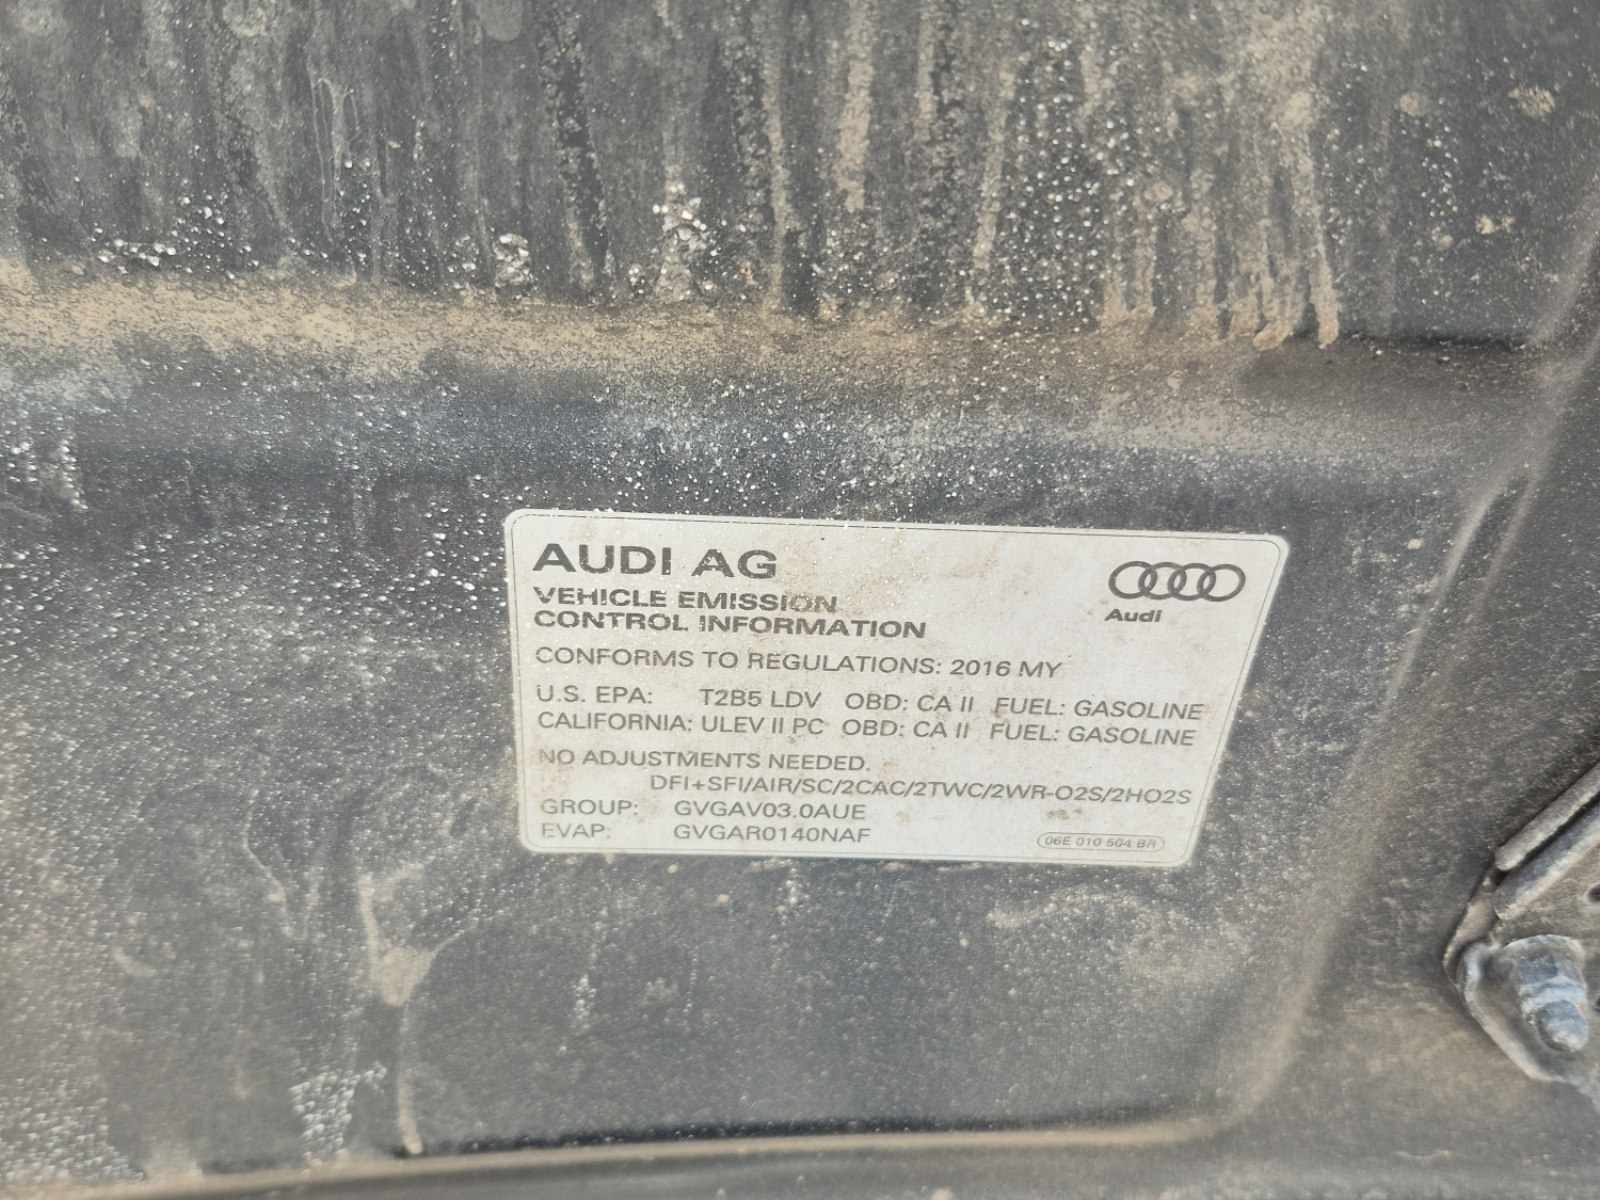 AUDI AG
Audi
VEHICLE EMISSION
CONTROL INFORMATION
CONFORMS TO REGULATIONS: 2016 MY
U.S. EPA: T2B5 LDV OBD: CA II FUEL: GASOLINE
CALIFORNIA: ULEV II PC OBD: CA II FUEL: GASOLINE
NO ADJUSTMENTS NEEDED.
DFI+SFI/AIR/SC/2CAC/2TWC/2WR-O2S/2HO2S
GROUP: GVGAV03.0AUE
EVAP: GVGAR0140NAF
06E 010 504 BR